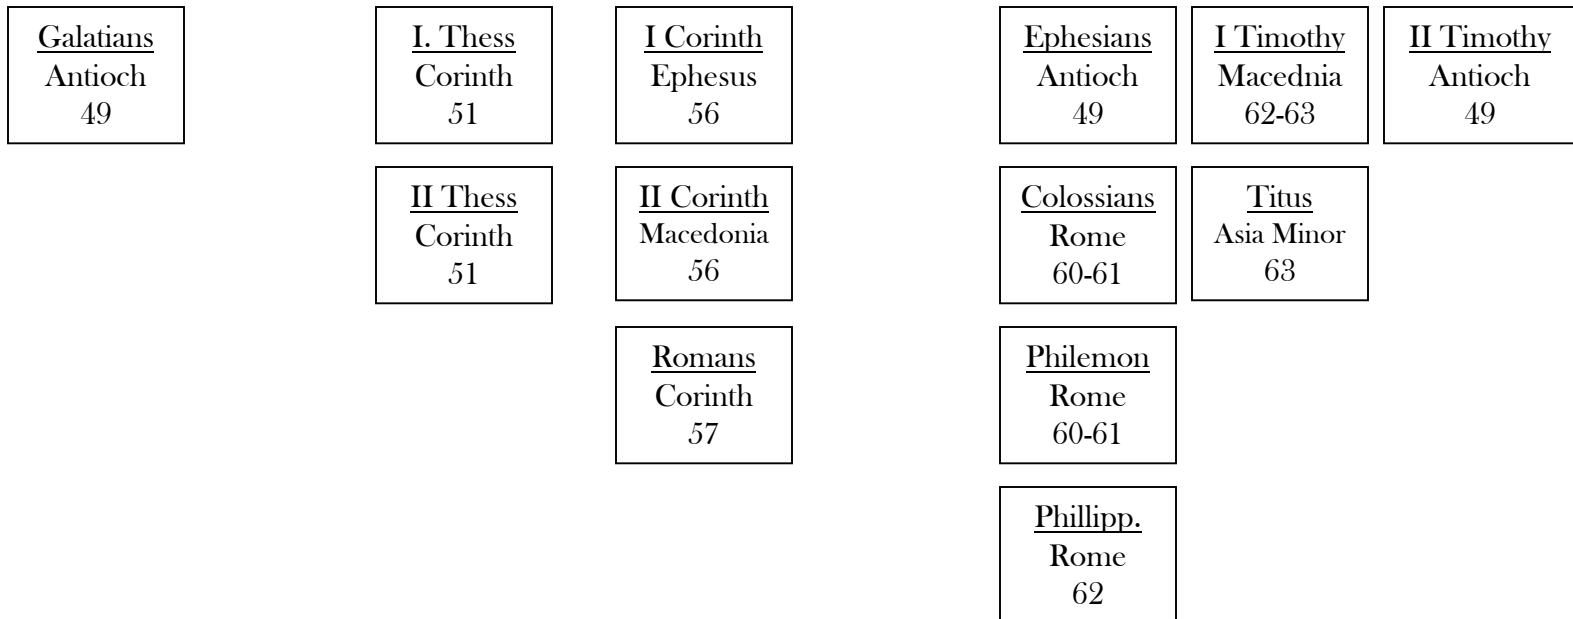 Galatians
Antioch
49
I. Thess
Corinth
51
I Corinth
Ephesus
56
Ephesians
Antioch
49
I Timothy
Macednia
62-63
II Timothy
Antioch
49
II Thess
Corinth
51
II Corinth
Macedonia
56
Colossians
Rome
60-61
Titus
Asia Minor
63
Romans
Corinth
57
Philemon
Rome
60-61
Phillipp.
Rome
62